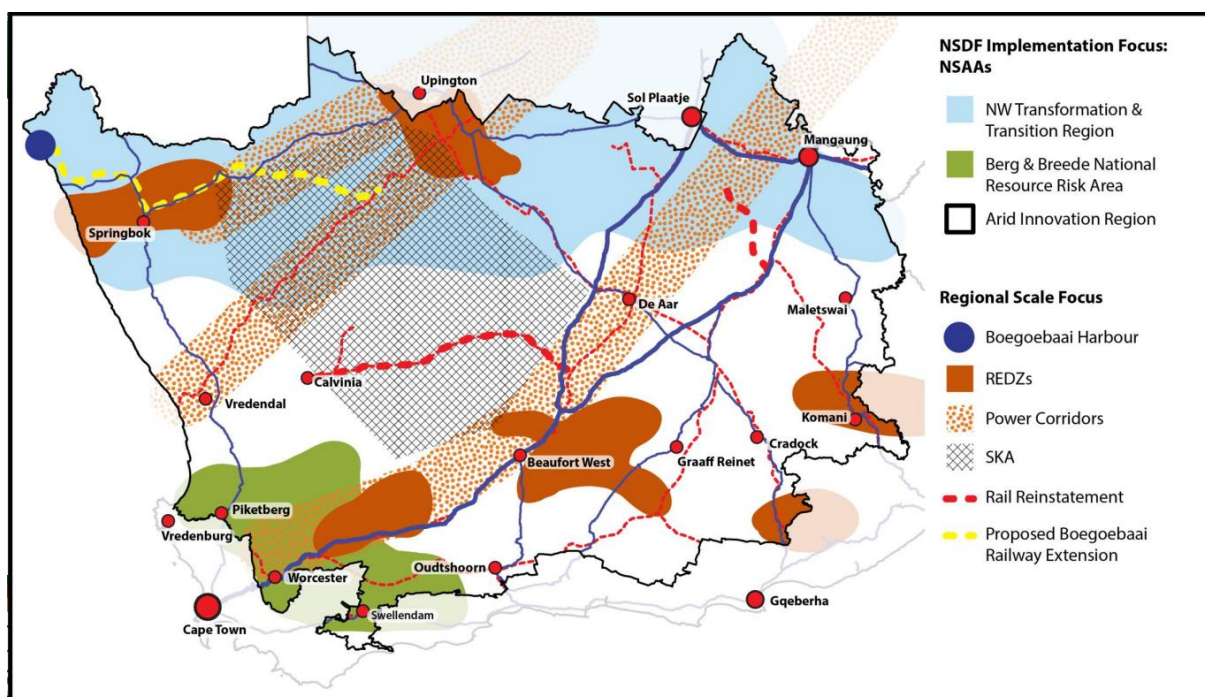 Upington
Sol Plaatje
Mangaung
Springbok
De Aar
Maletswai
Calvinia
Vredendal
Komani
Cradock
Graaff Reinet
Beaufort West
Piketberg
Vredenburg
Worcester
Oudtshoorn
Swellendam
Cape Town
Gqeberha
NSDF Implementation Focus:
NSAAs
NW Transformation &
Transition Region
Berg & Breede National
Resource Risk Area
Arid Innovation Region
Regional Scale Focus
Boegoebaai Harbour
REDZs
Power Corridors
SKA
Rail Reinstatement
Proposed Boegoebaai
Railway Extension